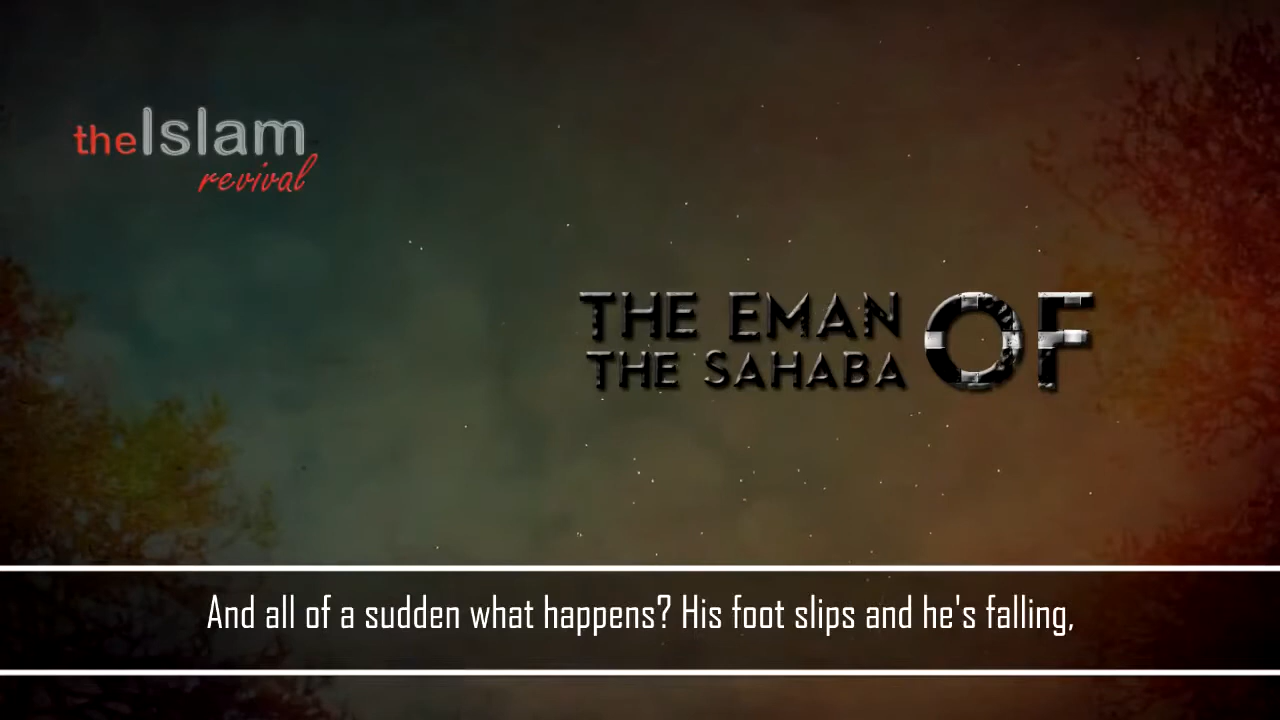 theIslam
revival
THE EMAN OF
THE SAHABA
And all of a sudden what happens? His foot slips and he's falling,